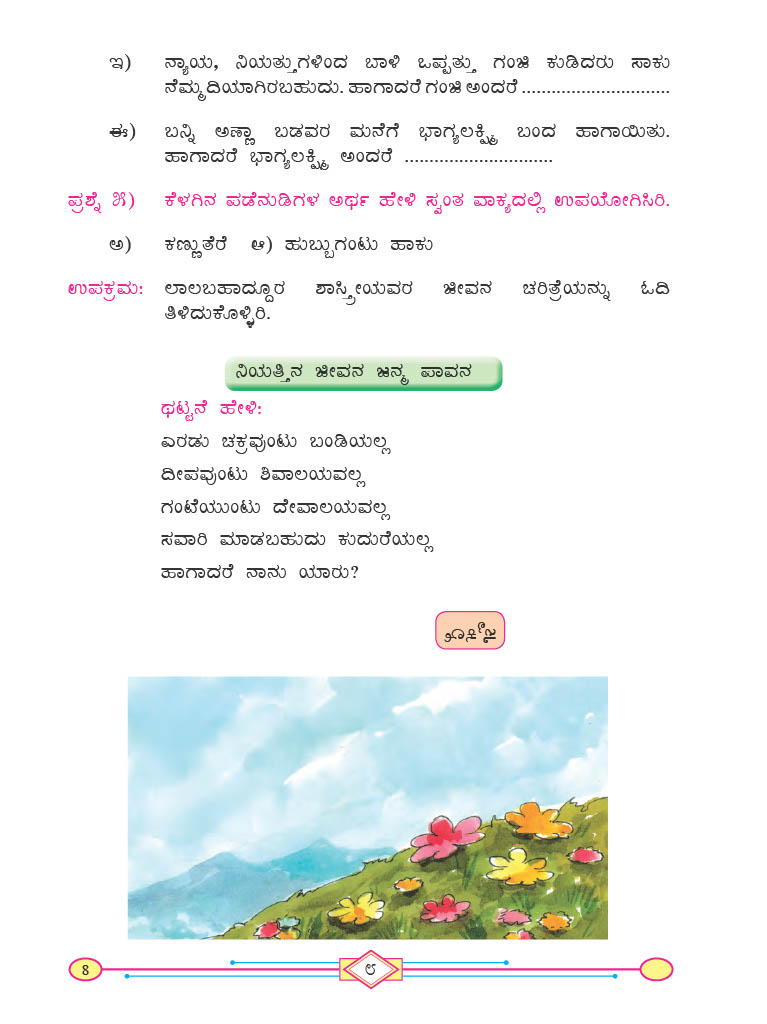 ಇ) ನ್ಯಾಯ, ನಿಯತ್ತುಗಳಿಂದ ಬಾಳಿ ಒಪ್ಪತ್ತು ಗಂಜಿ ಕುಡಿದರು ಸಾಕು
ನೆಮ್ಮದಿಯಾಗಿರಬಹುದು. ಹಾಗಾದರೆ ಗಂಜಿ ಅಂದರೆ .............................
ಈ) ಬನ್ನಿ ಅಣ್ಣಾ ಬಡವರ ಮನೆಗೆ ಭಾಗ್ಯಲಕ್ಷ್ಮಿ ಬಂದ ಹಾಗಾಯಿತು.
ಹಾಗಾದರೆ ಭಾಗ್ಯಲಕ್ಷ್ಮಿ ಅಂದರೆ .............................
ಪ್ರಶ್ನೆ ೫) ಕೆಳಗಿನ ಪಡೆನುಡಿಗಳ ಅರ್ಥ ಹೇಳಿ ಸ್ವಂತ ವಾಕ್ಯದಲ್ಲಿ ಉಪಯೋಗಿಸಿರಿ.
ಅ) ಕಣ್ಣುತೆರೆ ಆ) ಹುಬ್ಬುಗಂಟು ಹಾಕು
ಉಪಕ್ರಮ: ಲಾಲಬಹಾದ್ದೂರ ಶಾಸ್ತ್ರೀಯವರ ಜೀವನ ಚರಿತ್ರೆಯನ್ನು ಓದಿ
ತಿಳಿದುಕೊಳ್ಳಿರಿ.
ನಿಯತ್ತಿನ ಜೀವನ ಜನ್ಮ ಪಾವನ
ಥಟ್ಟನೆ ಹೇಳಿ:
ಎರಡು ಚಕ್ರವುಂಟು ಬಂಡಿಯಲ್ಲ
ದೀಪವುಂಟು ಶಿವಾಲಯವಲ್ಲ
ಗಂಟೆಯುಂಟು ದೇವಾಲಯವಲ್ಲ
ಸವಾರಿ ಮಾಡಬಹುದು ಕುದುರೆಯಲ್ಲ
ಹಾಗಾದರೆ ನಾನು ಯಾರು?
ಸೈಕಲ್
8 ೮